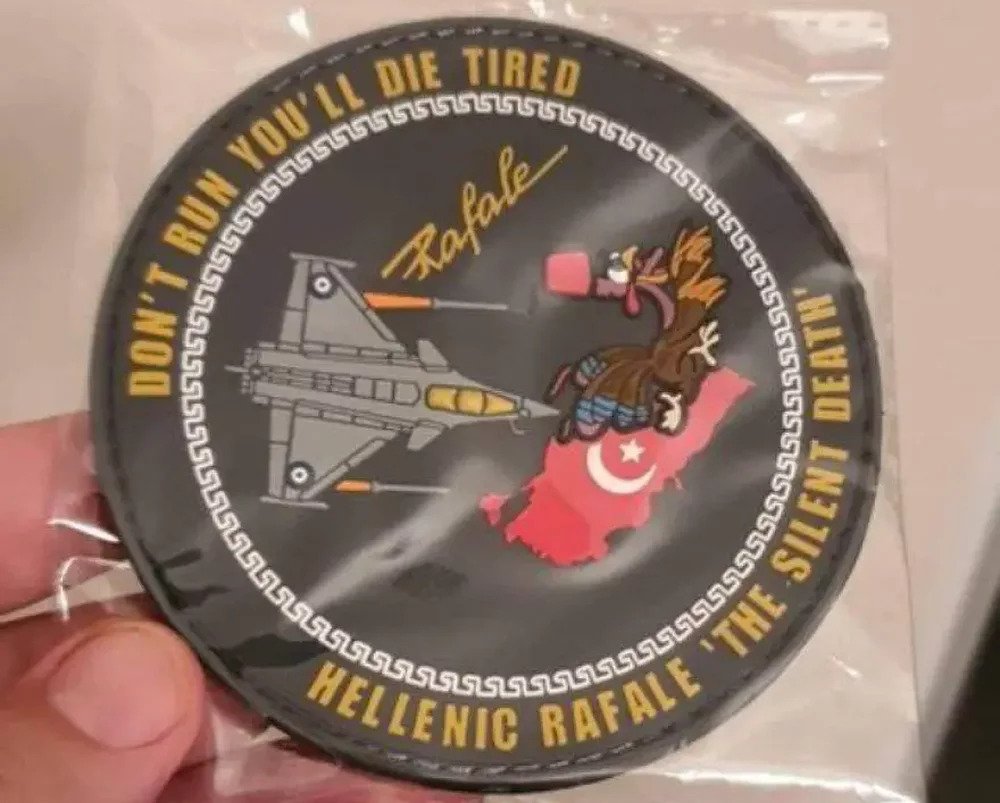 DON'T RUN YOU'LL DIE TIRED
Rafale
HELLENIC RAFALE 'THE SILENT DEATH'